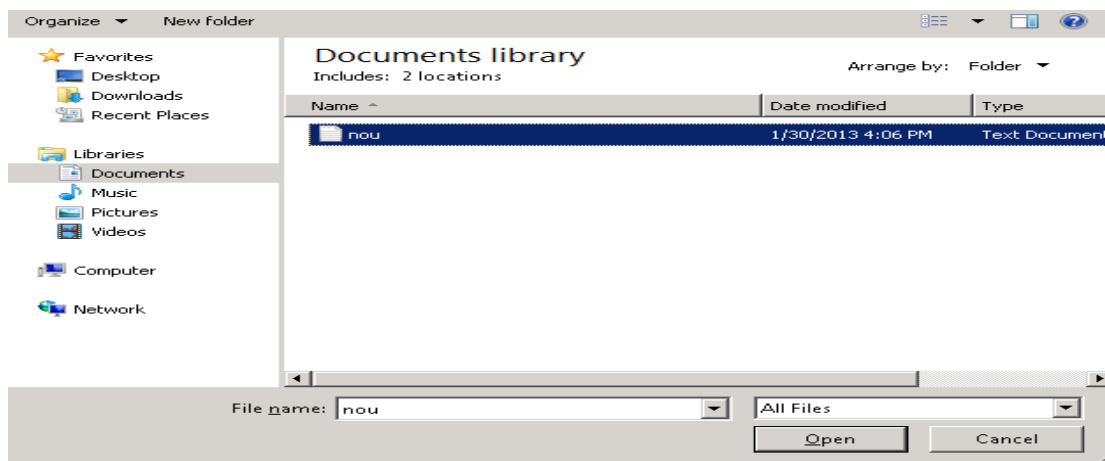 Organize New folder
Favorites
Desktop
Downloads
Recent Places
Libraries
Documents
Music
Pictures
Videos
Computer
Network
Documents library
Includes: 2 locations
Arrange by: Folder
Name Date modified Type
nou 1/30/2013 4:06 PM Text Document
File name: nou All Files
Open Cancel